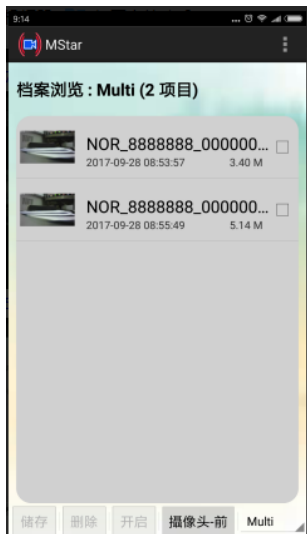 9:14
MStar
档案浏览 : Multi (2 项目)
NOR_8888888_000000...
2017-09-28 08:53:57 3.40 M
NOR_8888888_000000...
2017-09-28 08:55:49 5.14 M
储存 删除 开启 攝像头-前 Multi